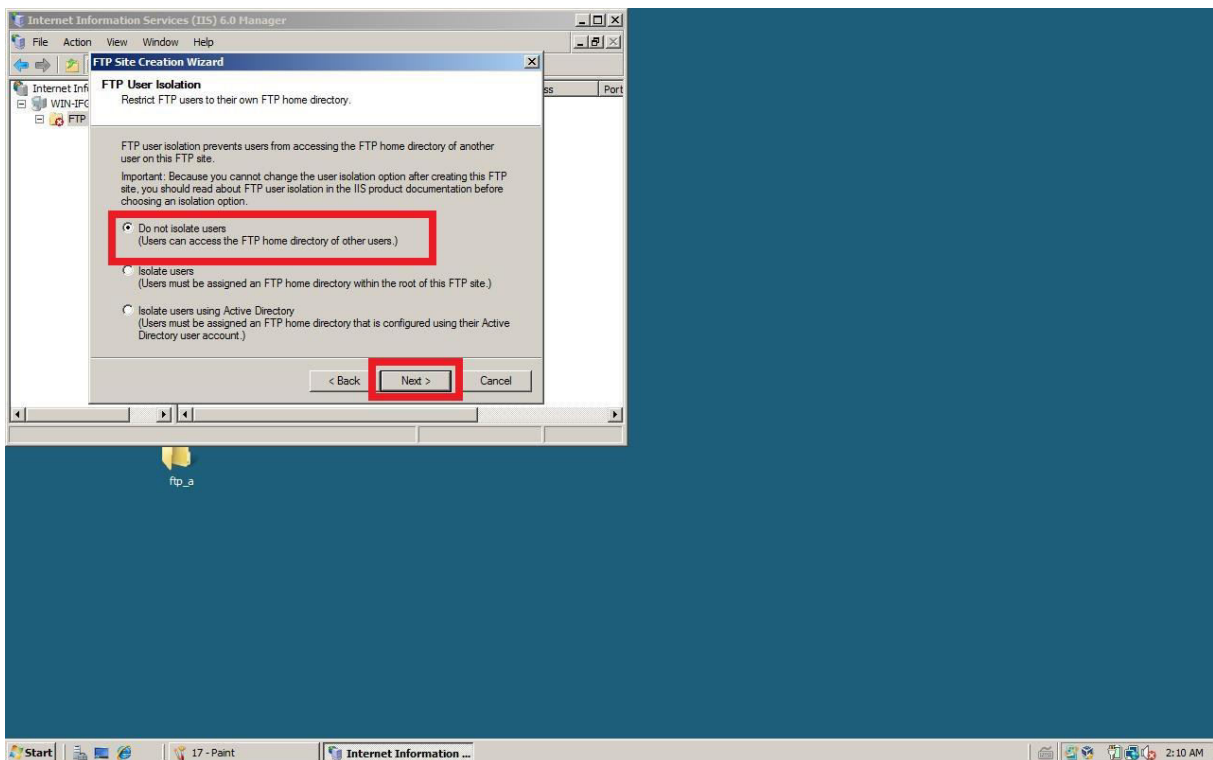 Internet Information Services (IIS) 6.0 Manager
File Action View Window Help
FTP Site Creation Wizard
Internet Inf
WIN-IFG
FTP
ss Port
FTP User Isolation
Restrict FTP users to their own FTP home directory.
FTP user isolation prevents users from accessing the FTP home directory of another
user on this FTP site.
Important: Because you cannot change the user isolation option after creating this FTP
site, you should read about FTP user isolation in the IIS product documentation before
choosing an isolation option.
Do not isolate users
(Users can access the FTP home directory of other users.)
Isolate users
(Users must be assigned an FTP home directory within the root of this FTP site.)
Isolate users using Active Directory
(Users must be assigned an FTP home directory that is configured using their Active
Directory user account.)
< Back Next > Cancel
ftp_a
Start 17 - Paint Internet Information ... 2:10 AM